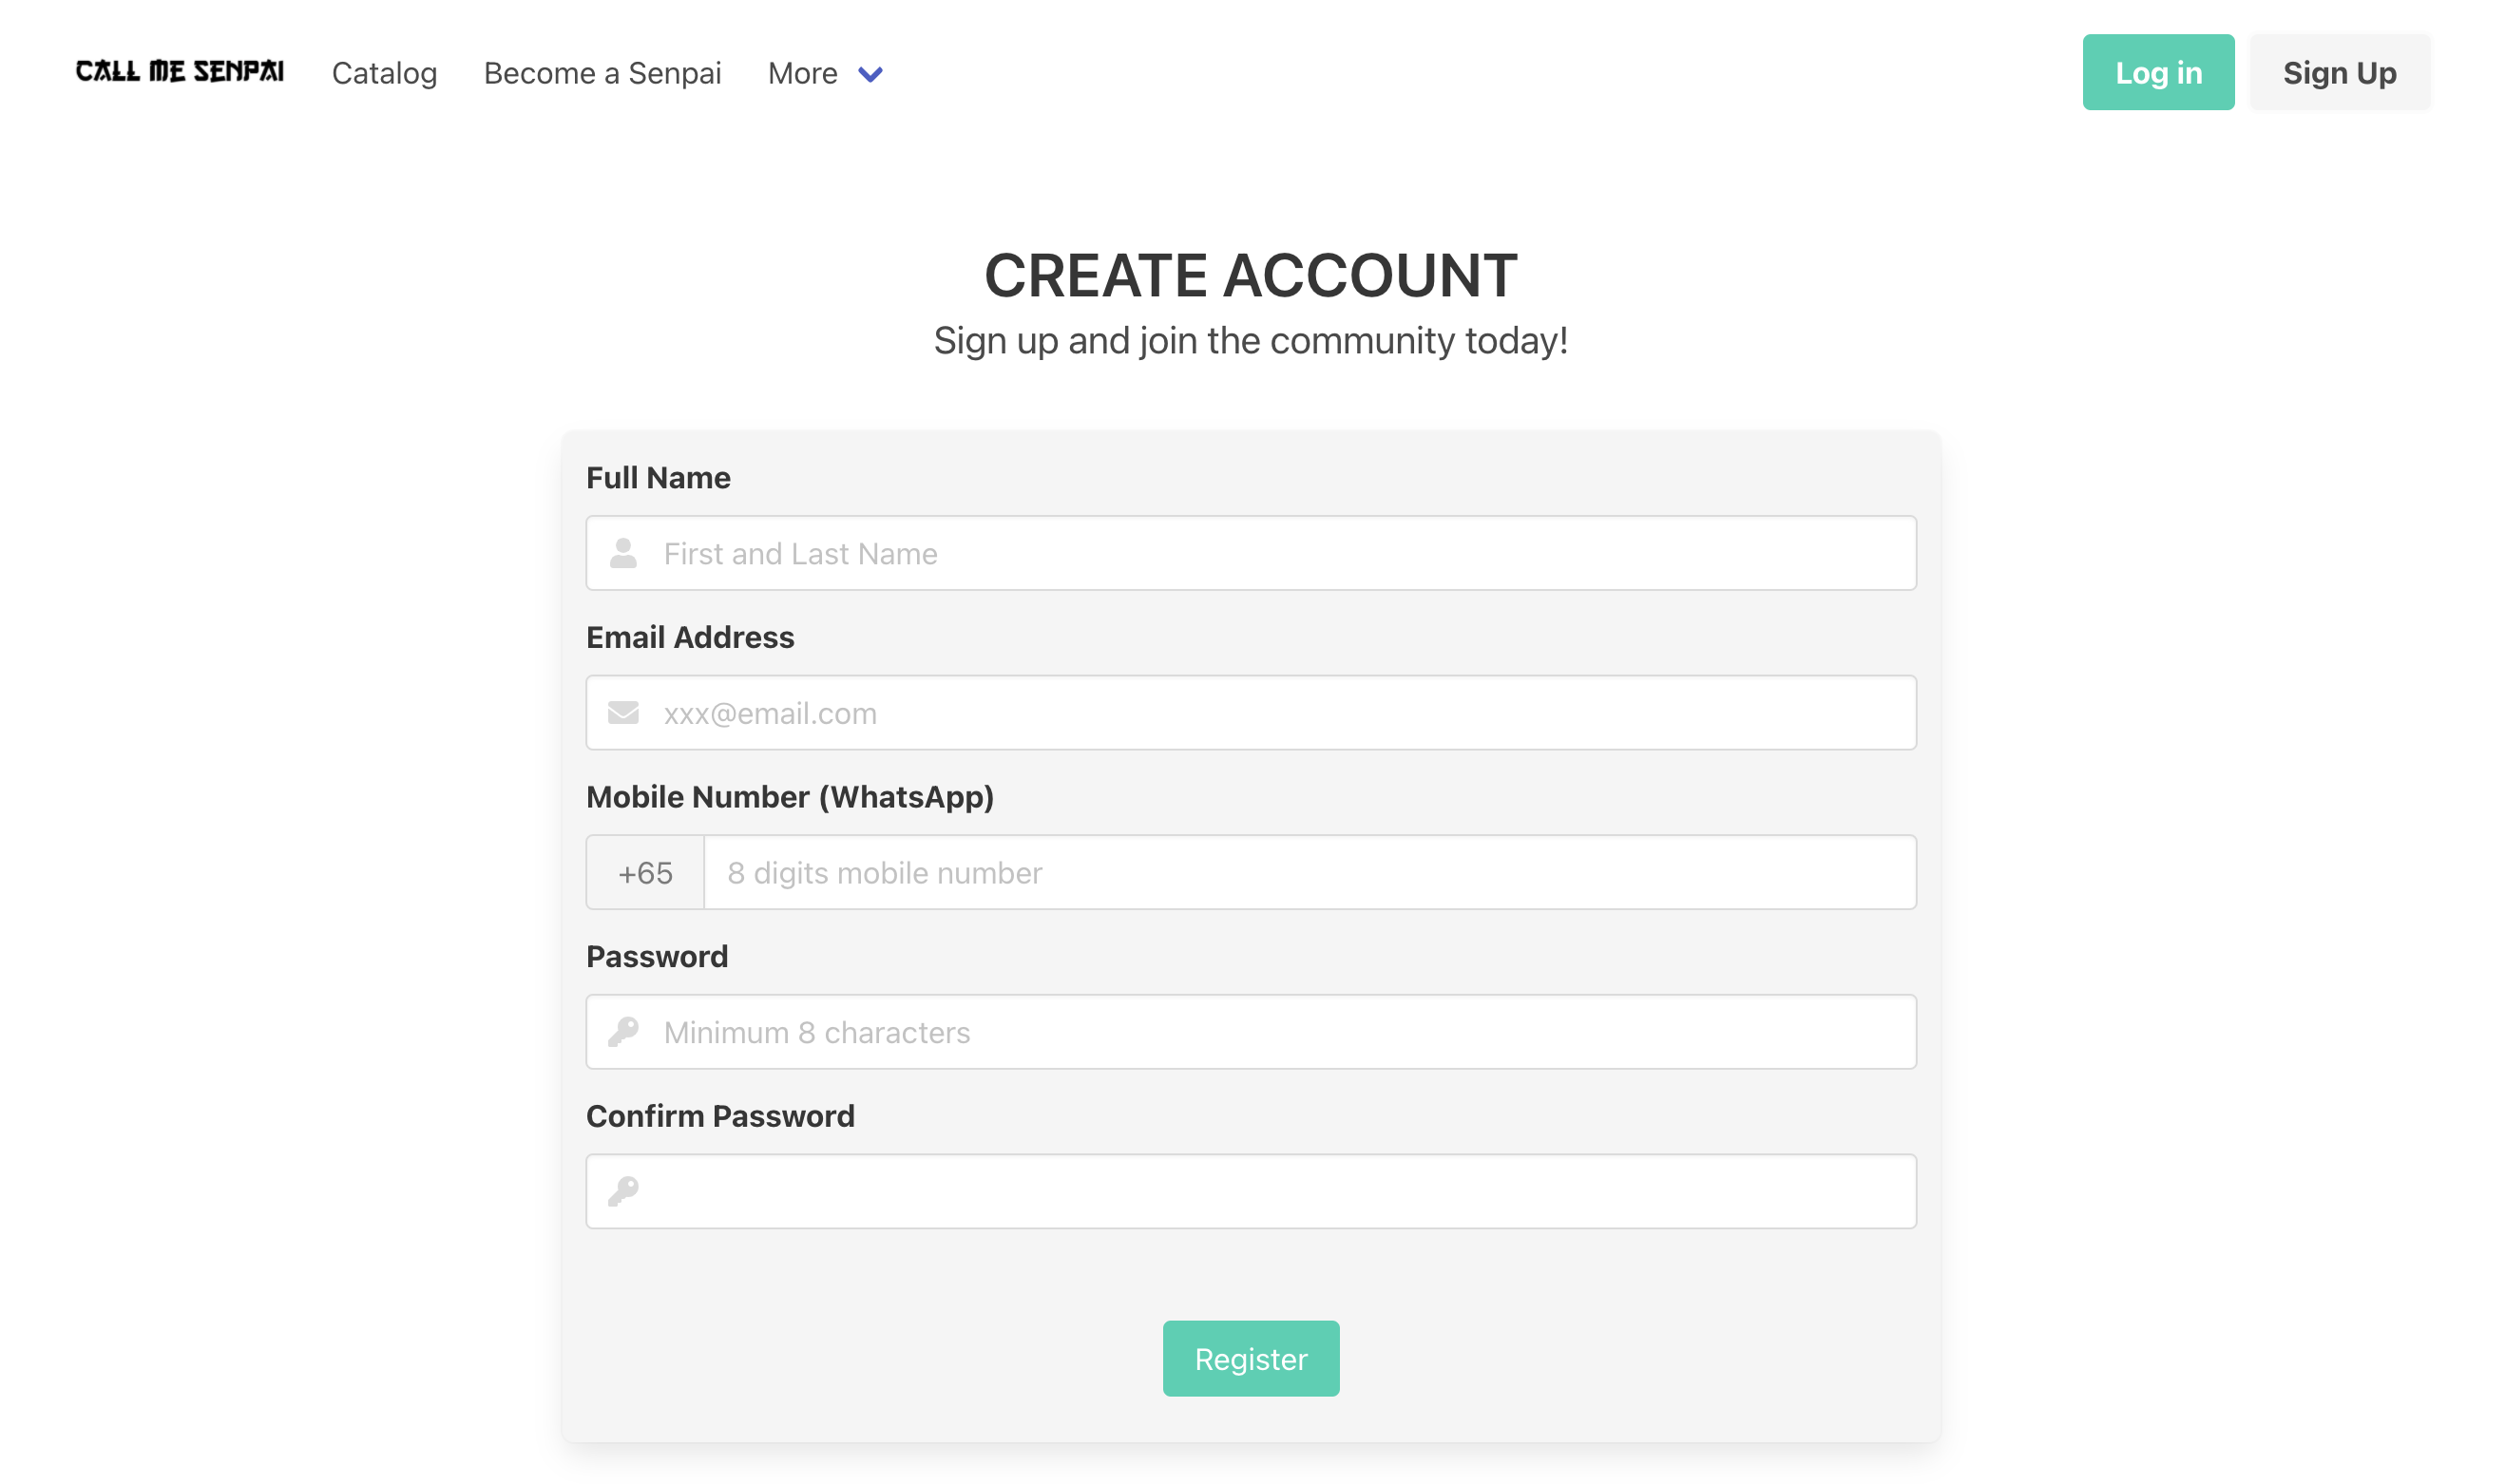 CALL ME SENPAI Catalog Become a Senpai More Log in Sign Up
CREATE ACCOUNT
Sign up and join the community today!
Full Name
First and Last Name
Email Address
xxx@email.com
Mobile Number (WhatsApp)
+65 8 digits mobile number
Password
Minimum 8 characters
Confirm Password
Register